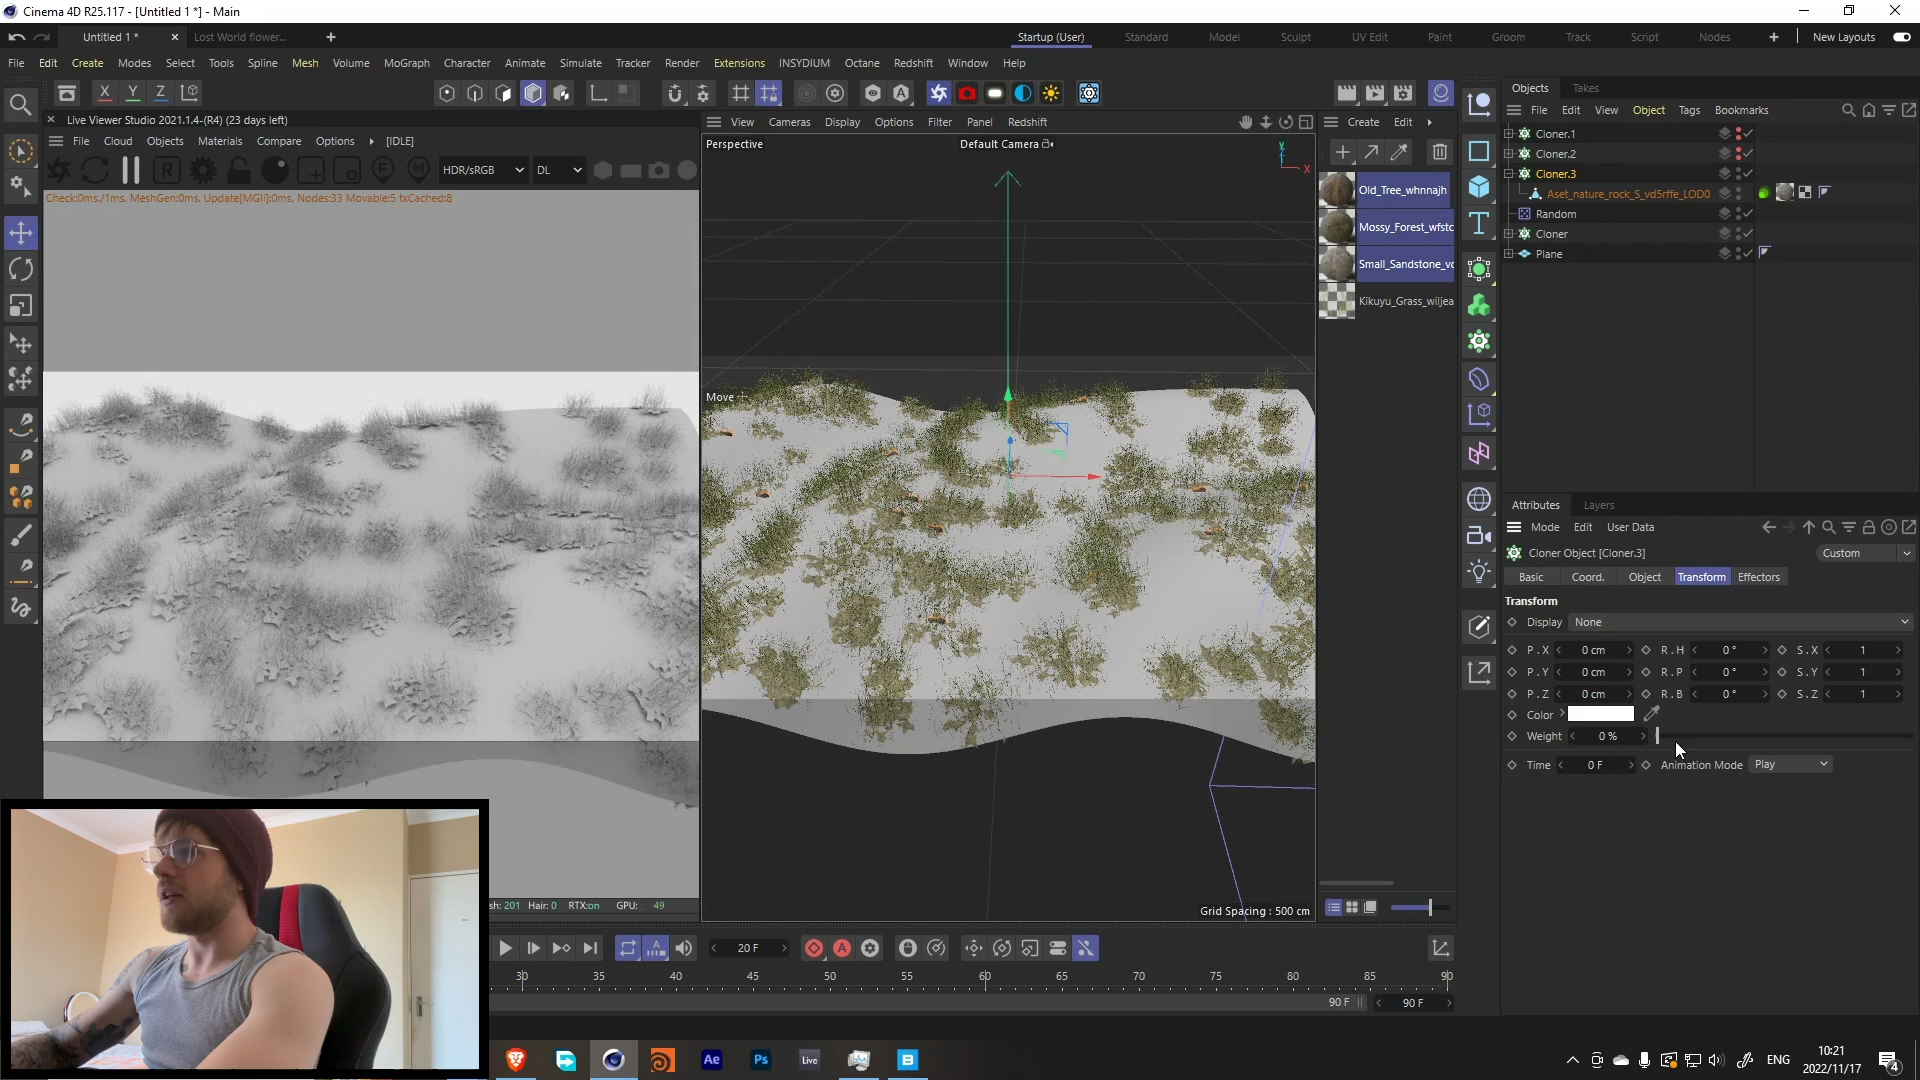 Cinema 4D R25.117 - [Untitled 1 *] - Main
Untitled 1 *
Lost World flower...
Startup (User)
Standard
Model
Sculpt
UV Edit
Paint
Groom
Track
Script
Nodes
New Layouts
File Edit Create Modes Select Tools Spline Mesh Volume MoGraph Character Animate Simulate Tracker Render Extensions INSYDIUM Octane Redshift Window Help
X Y Z
Live Viewer Studio 2021.1.4-(R4) (23 days left)
File Cloud Objects Materials Compare Options [IDLE]
HDR/sRGB
DL
Check:0ms./1ms. MeshGen:0ms. Update[MGil]:0ms. Nodes:33 Movable:5 txCached:8
View Cameras Display Options Filter Panel Redshift
Perspective
Default Camera
Y
X
Move
Grid Spacing : 500 cm
Create Edit
Old_Tree_whnnajh
Mossy_Forest_wfstc
Small_Sandstone_vc
Kikuyu_Grass_wiljea
Objects
Takes
File Edit View Object Tags Bookmarks
Cloner.1
Cloner.2
Cloner.3
Aset_nature_rock_S_vd5rffe_LOD0
Random
Cloner
Plane
Attributes
Layers
Mode Edit User Data
Cloner Object [Cloner.3]
Custom
Basic Coord. Object Transform Effectors
Transform
Display None
P . X 0 cm R . H 0 ° S . X 1
P . Y 0 cm R . P 0 ° S . Y 1
P . Z 0 cm R . B 0 ° S . Z 1
Color
Weight 0 %
Time 0 F Animation Mode Play
sh: 201 Hair: 0 RTX:on GPU: 49
20 F
30 35 40 45 50 55 60 65 70 75 80 85 90
90 F
90 F
Ae
Ps
Live
B
ENG
10:21
2022/11/17
4